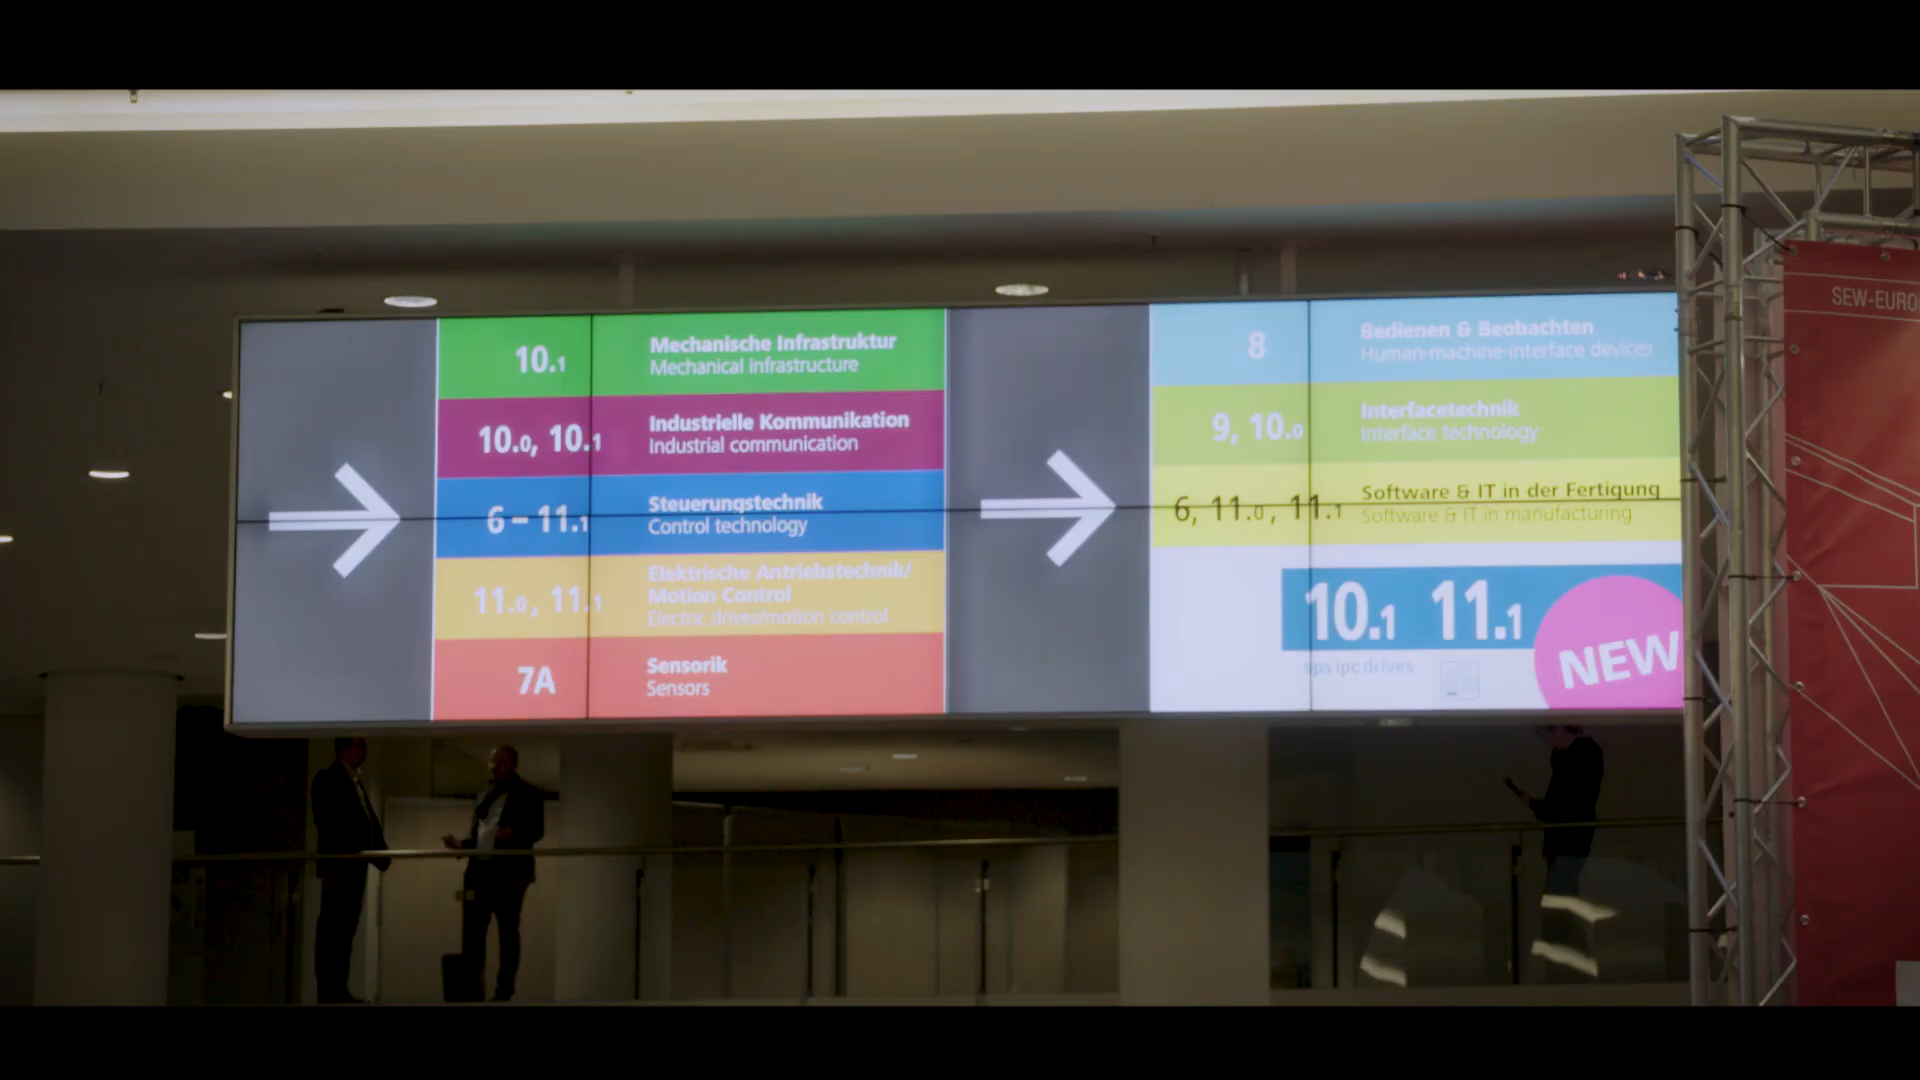 10.1
Mechanische Infrastruktur
Mechanical infrastructure
10.0, 10.1
Industrielle Kommunikation
Industrial communication
6 – 11.1
Steuerungstechnik
Control technology
11.0, 11.1
Elektrische Antriebstechnik/
Motion Control
Electric drives/motion control
7A
Sensorik
Sensors
8
Bedienen & Beobachten
Human-machine-interface devices
9, 10.0
Interfacetechnik
Interface technology
6, 11.0, 11.1
Software & IT in der Fertigung
Software & IT in manufacturing
10.1 11.1
sps ipc drives
NEW
SEW-EURO